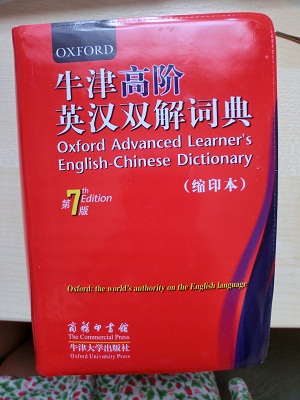 OXFORD
牛津高阶
英汉双解词典
Oxford Advanced Learner's
English-Chinese Dictionary
第7th Edition版
(缩印本)
Oxford: the world's authority on the English language
商务印书馆
The Commercial Press
牛津大学出版社
Oxford University Press